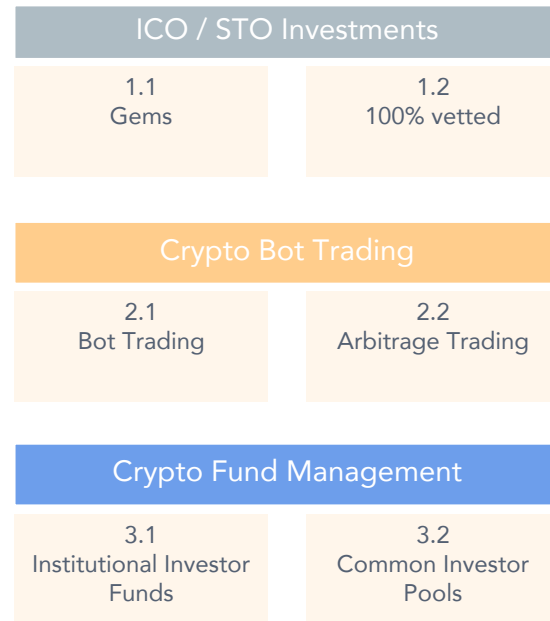 ICO / STO Investments
1.1
Gems
1.2
100% vetted
Crypto Bot Trading
2.1
Bot Trading
2.2
Arbitrage Trading
Crypto Fund Management
3.1
Institutional Investor
Funds
3.2
Common Investor
Pools